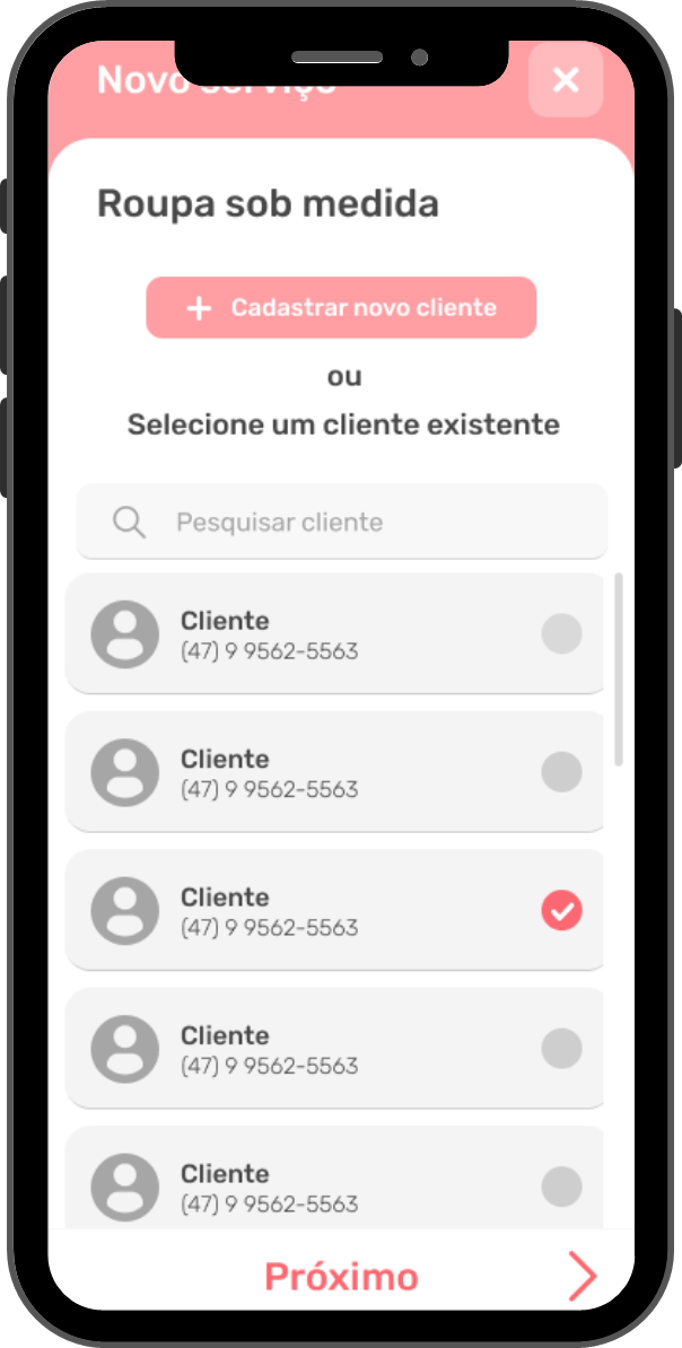 Novo serviço
Roupa sob medida
+ Cadastrar novo cliente
ou
Selecione um cliente existente
Pesquisar cliente
Cliente
(47) 9 9562-5563
Cliente
(47) 9 9562-5563
Cliente
(47) 9 9562-5563
Cliente
(47) 9 9562-5563
Cliente
(47) 9 9562-5563
Próximo